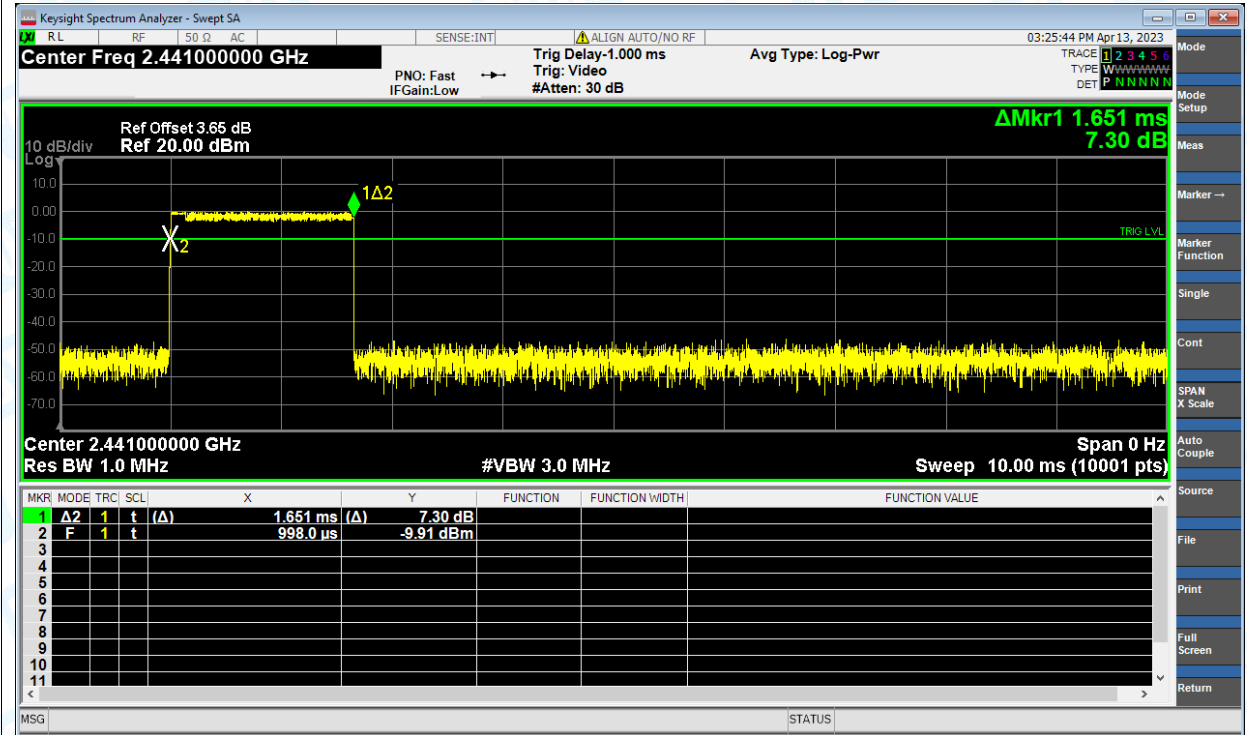 Keysight Spectrum Analyzer - Swept SA
LXI RL RF 50 Ω AC SENSE:INT ALIGN AUTO/NO RF 03:25:44 PM Apr 13, 2023
Center Freq 2.441000000 GHz
PNO: Fast
IFGain:Low
Trig Delay-1.000 ms
Trig: Video
#Atten: 30 dB
Avg Type: Log-Pwr
TRACE 1 2 3 4 5 6
TYPE WWWWWW
DET P N N N N N
ΔMkr1 1.651 ms
7.30 dB
Ref Offset 3.65 dB
10 dB/div Ref 20.00 dBm
Log
10.0
0.00
-10.0
-20.0
-30.0
-40.0
-50.0
-60.0
-70.0
1Δ2
X2
TRIG LVL
Center 2.441000000 GHz Span 0 Hz
Res BW 1.0 MHz #VBW 3.0 MHz Sweep 10.00 ms (10001 pts)
MKR MODE TRC SCL X Y FUNCTION FUNCTION WIDTH FUNCTION VALUE
1 Δ2 1 t (Δ) 1.651 ms (Δ) 7.30 dB
2 F 1 t 998.0 µs -9.91 dBm
3
4
5
6
7
8
9
10
11
MSG STATUS
Mode
Mode
Setup
Meas
Marker→
Marker
Function
Single
Cont
SPAN
X Scale
Auto
Couple
Source
File
Print
Full
Screen
Return